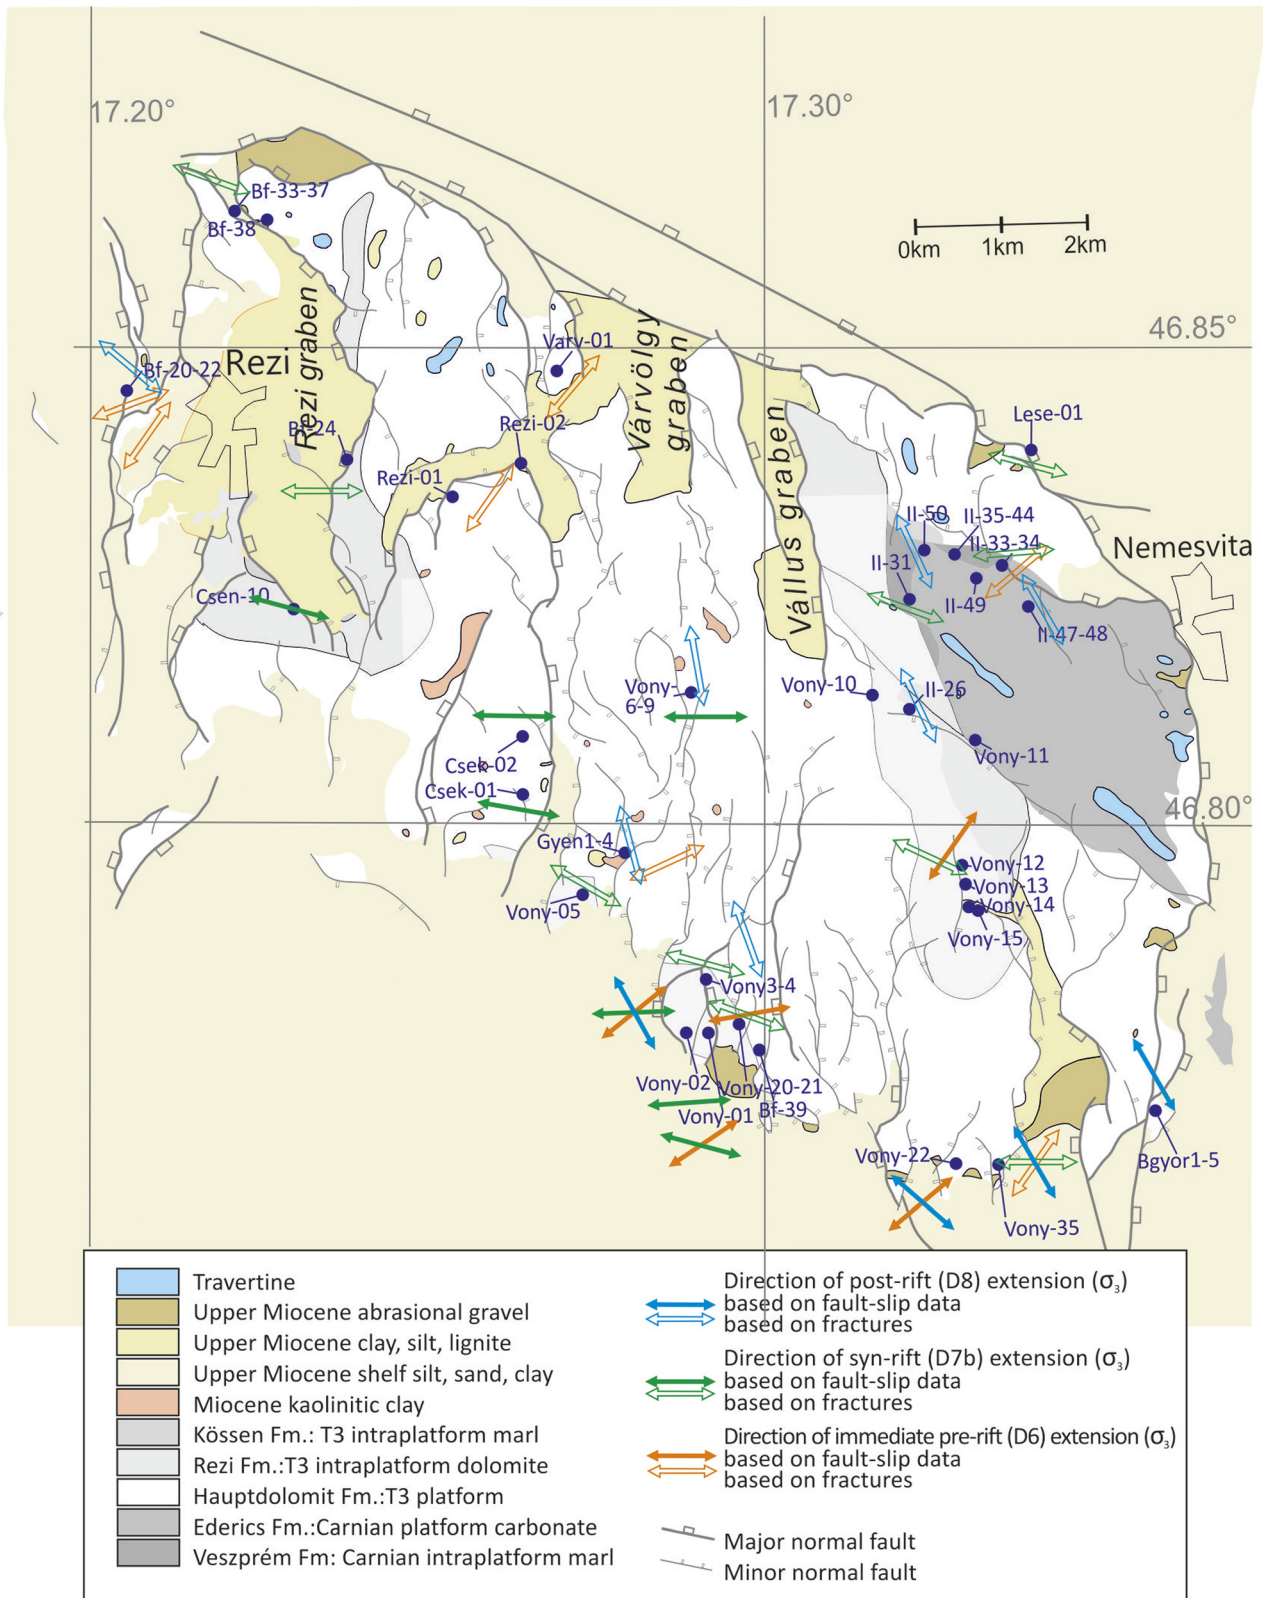 17.20°
17.30°
Bf-33-37
Bf-38
0km
1km
2km
Rezi graben
Várvölgy
graben
46.85°
Varv-01
Rezi
Bf-20-22
Lese-01
Rezi-02
Bf-24
Rezi-01
Vállus graben
II-50
II-35-44
II-33-34
Nemesvita
II-31
Csen-10
II-49
II-47-48
Vony-
6-9
Vony-10
II-26
Vony-11
Csek-02
Csek-01
46.80°
Gyen1-4
Vony-12
Vony-13
Vony-14
Vony-05
Vony-15
Vony3-4
Vony-02
Vony-20-21
Vony-01
Bf-39
Vony-22
Bgyor1-5
Vony-35
Travertine
Upper Miocene abrasional gravel
Upper Miocene clay, silt, lignite
Upper Miocene shelf silt, sand, clay
Miocene kaolinitic clay
Kössen Fm.: T3 intraplatform marl
Rezi Fm.:T3 intraplatform dolomite
Hauptdolomit Fm.:T3 platform
Ederics Fm.:Carnian platform carbonate
Veszprém Fm: Carnian intraplatform marl
Direction of post-rift (D8) extension (σ₃)
based on fault-slip data
based on fractures
Direction of syn-rift (D7b) extension (σ₃)
based on fault-slip data
based on fractures
Direction of immediate pre-rift (D6) extension (σ₃)
based on fault-slip data
based on fractures
Major normal fault
Minor normal fault